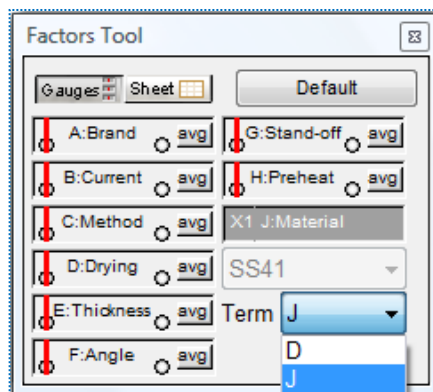 Factors Tool
Gauges Sheet Default
A:Brand avg G:Stand-off avg
B:Current avg H:Preheat avg
C:Method avg X1 J:Material
D:Drying avg SS41
E:Thickness avg Term J
F:Angle avg D
J